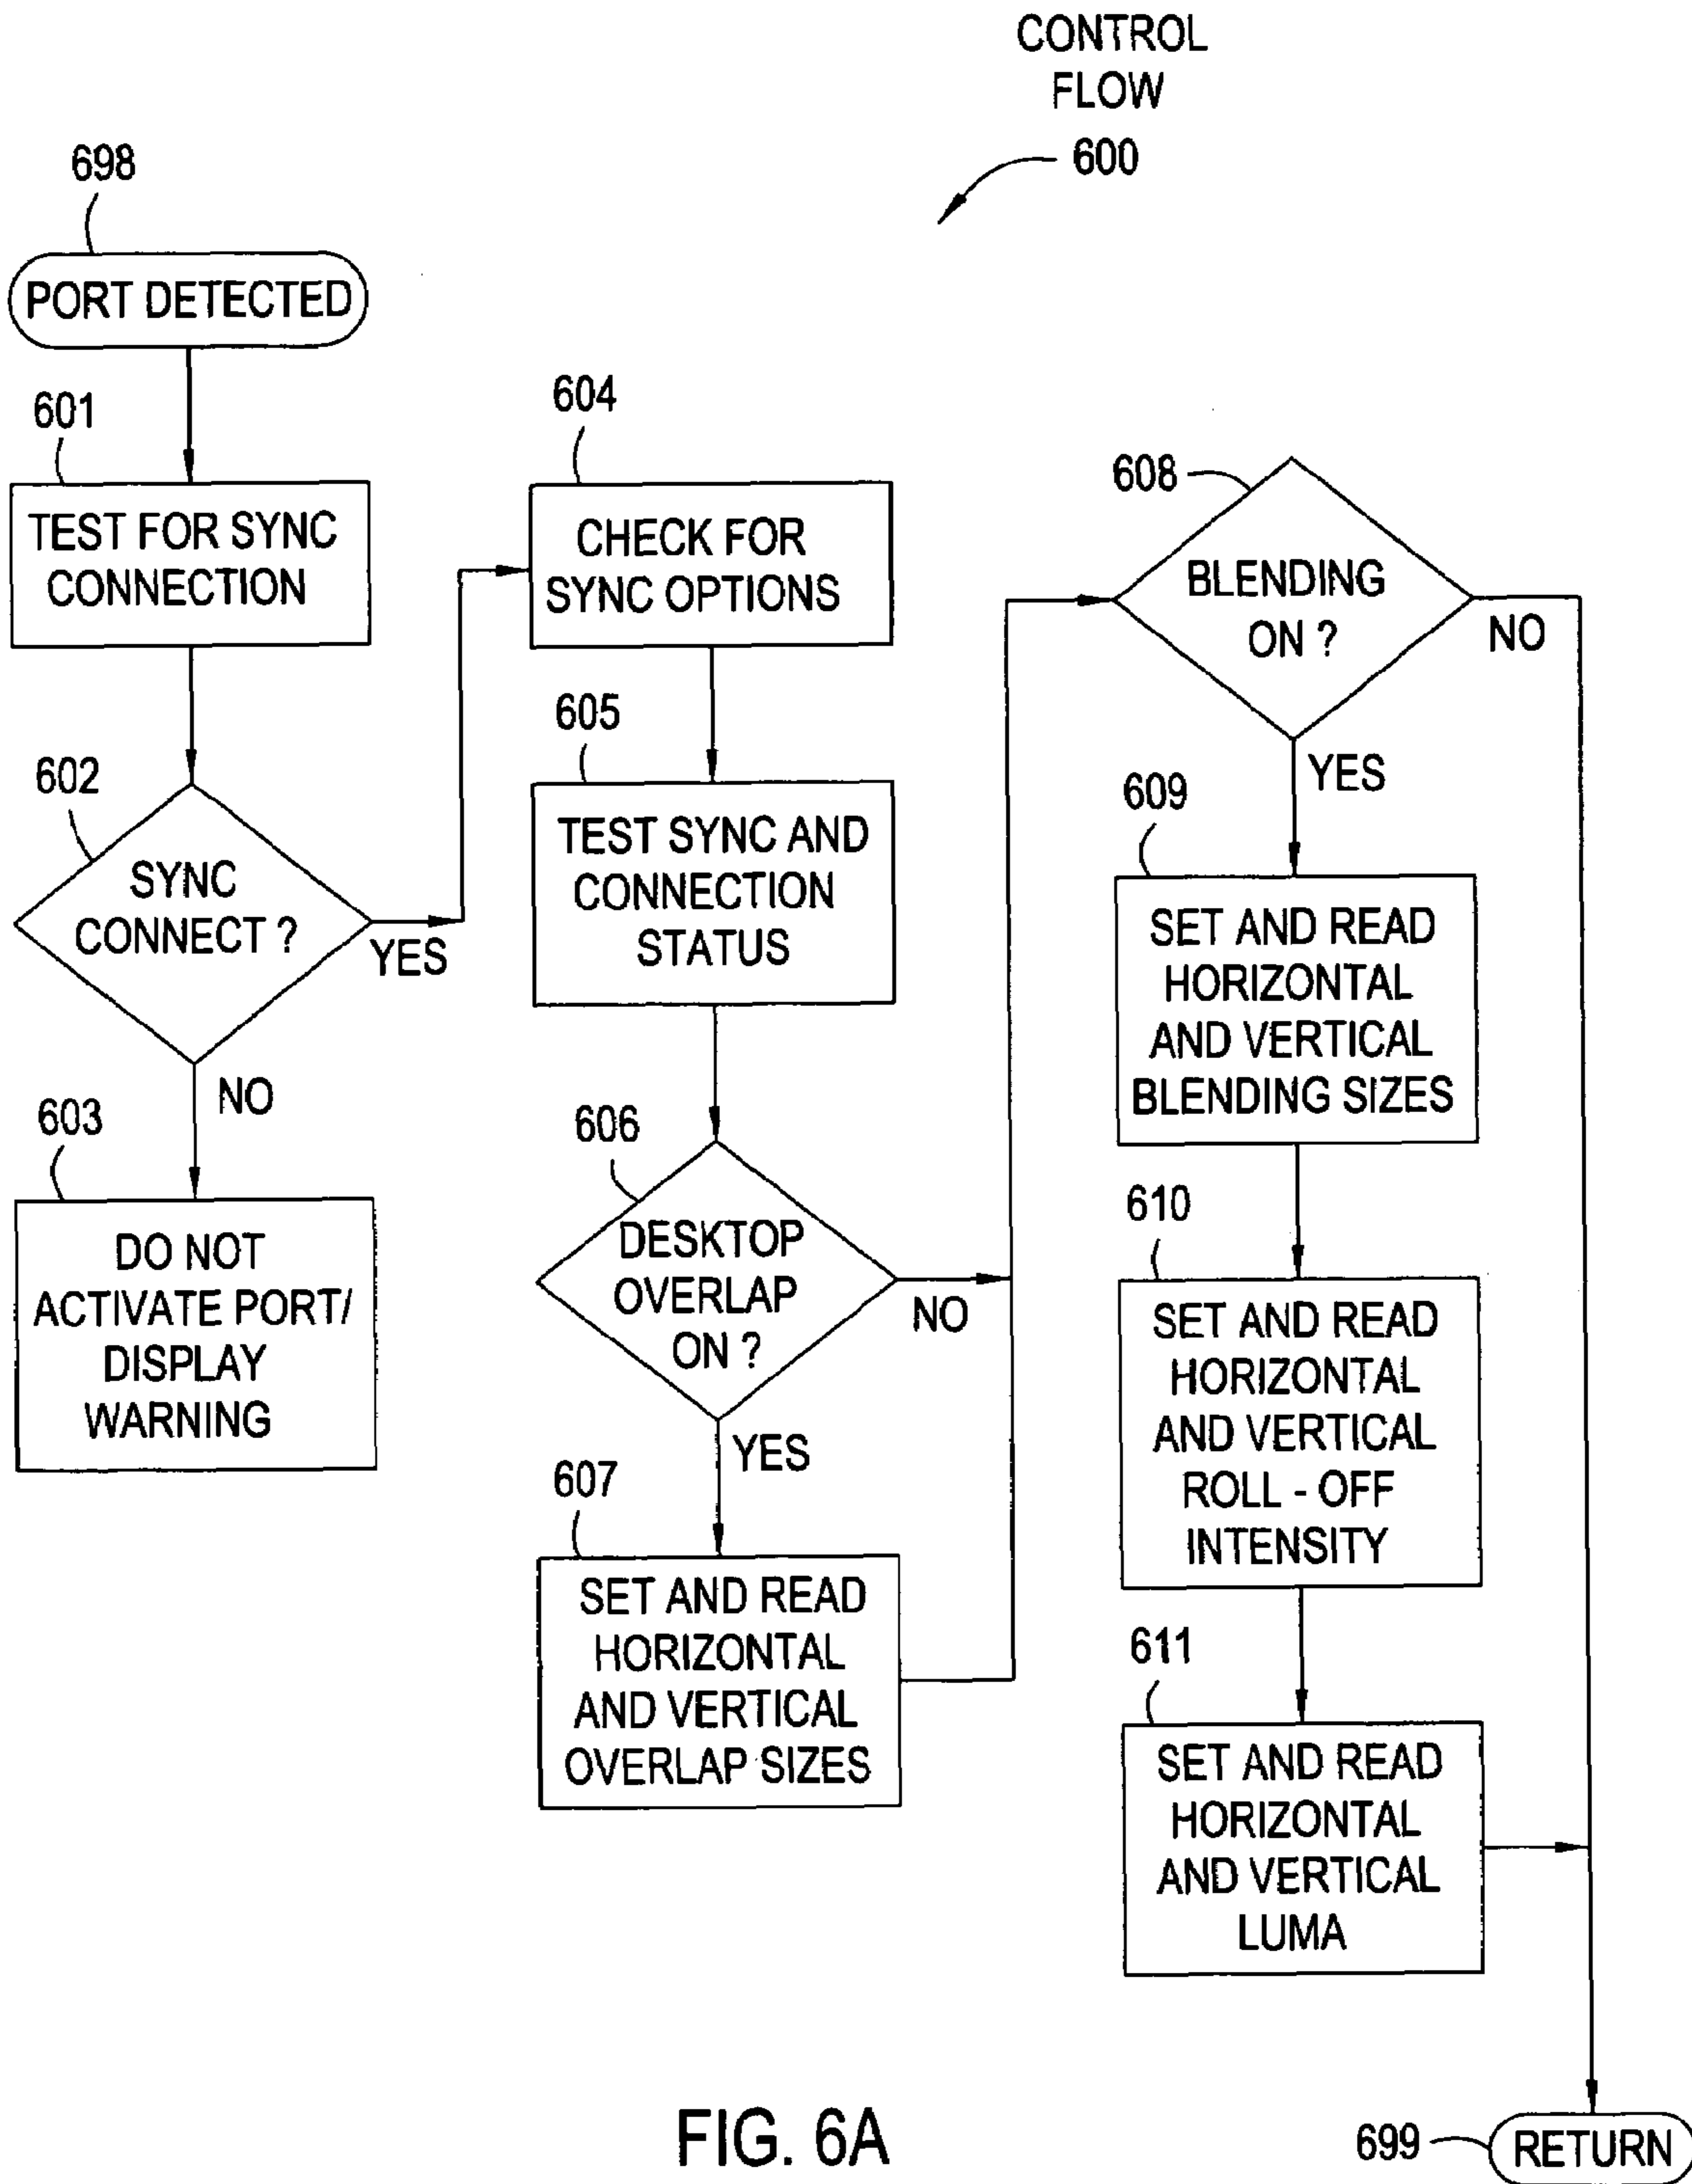 CONTROL
FLOW
600
698
PORT DETECTED
601
TEST FOR SYNC
CONNECTION
602
SYNC
CONNECT ?
YES
NO
603
DO NOT
ACTIVATE PORT/
DISPLAY
WARNING
604
CHECK FOR
SYNC OPTIONS
605
TEST SYNC AND
CONNECTION
STATUS
606
DESKTOP
OVERLAP
ON ?
NO
YES
607
SET AND READ
HORIZONTAL
AND VERTICAL
OVERLAP SIZES
608
BLENDING
ON ?
NO
YES
609
SET AND READ
HORIZONTAL
AND VERTICAL
BLENDING SIZES
610
SET AND READ
HORIZONTAL
AND VERTICAL
ROLL - OFF
INTENSITY
611
SET AND READ
HORIZONTAL
AND VERTICAL
LUMA
699
RETURN
FIG. 6A